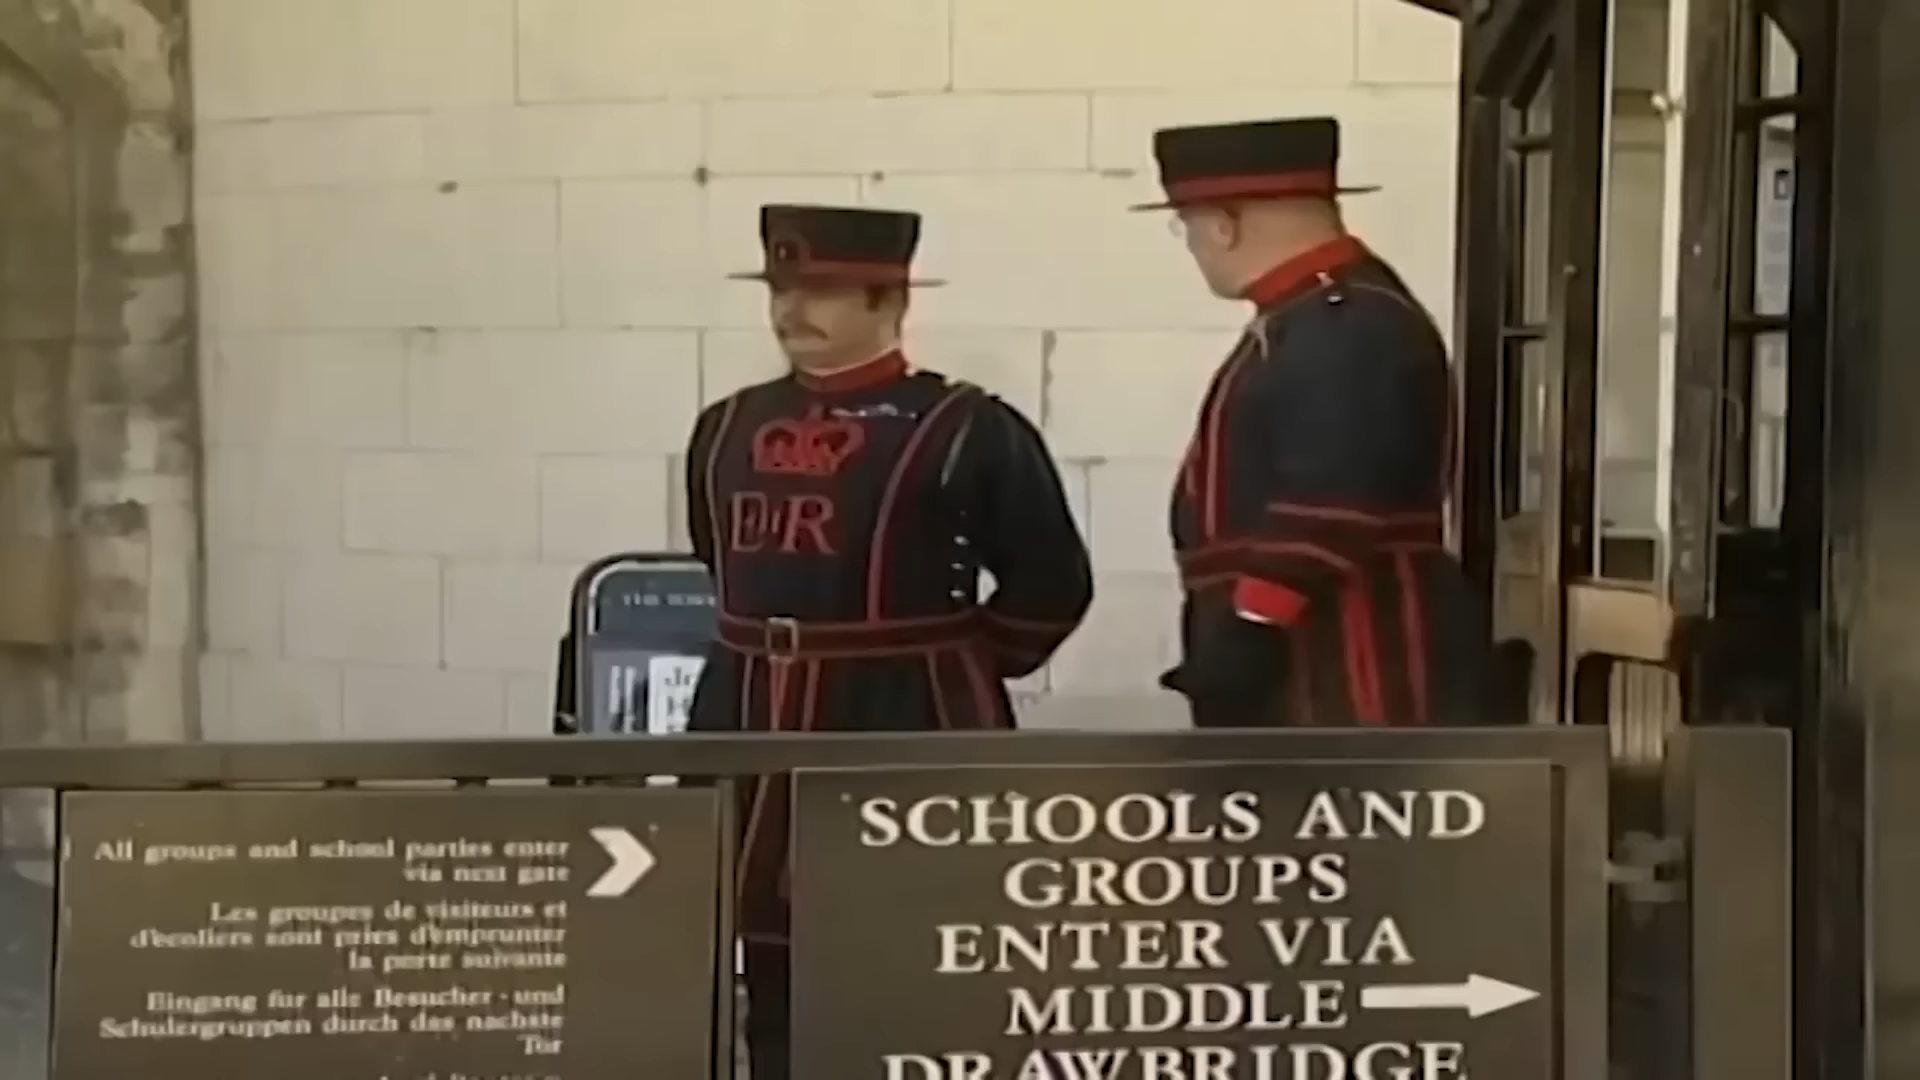 EIIR
All groups and school parties enter
via next gate
Les groupes de visiteurs et
d'ecoliers sont pries d'emprunter
la porte suivante
Eingang fur alle Besucher - und
Schulergruppen durch das nachste
Tor
SCHOOLS AND
GROUPS
ENTER VIA
MIDDLE
DRAWBRIDGE